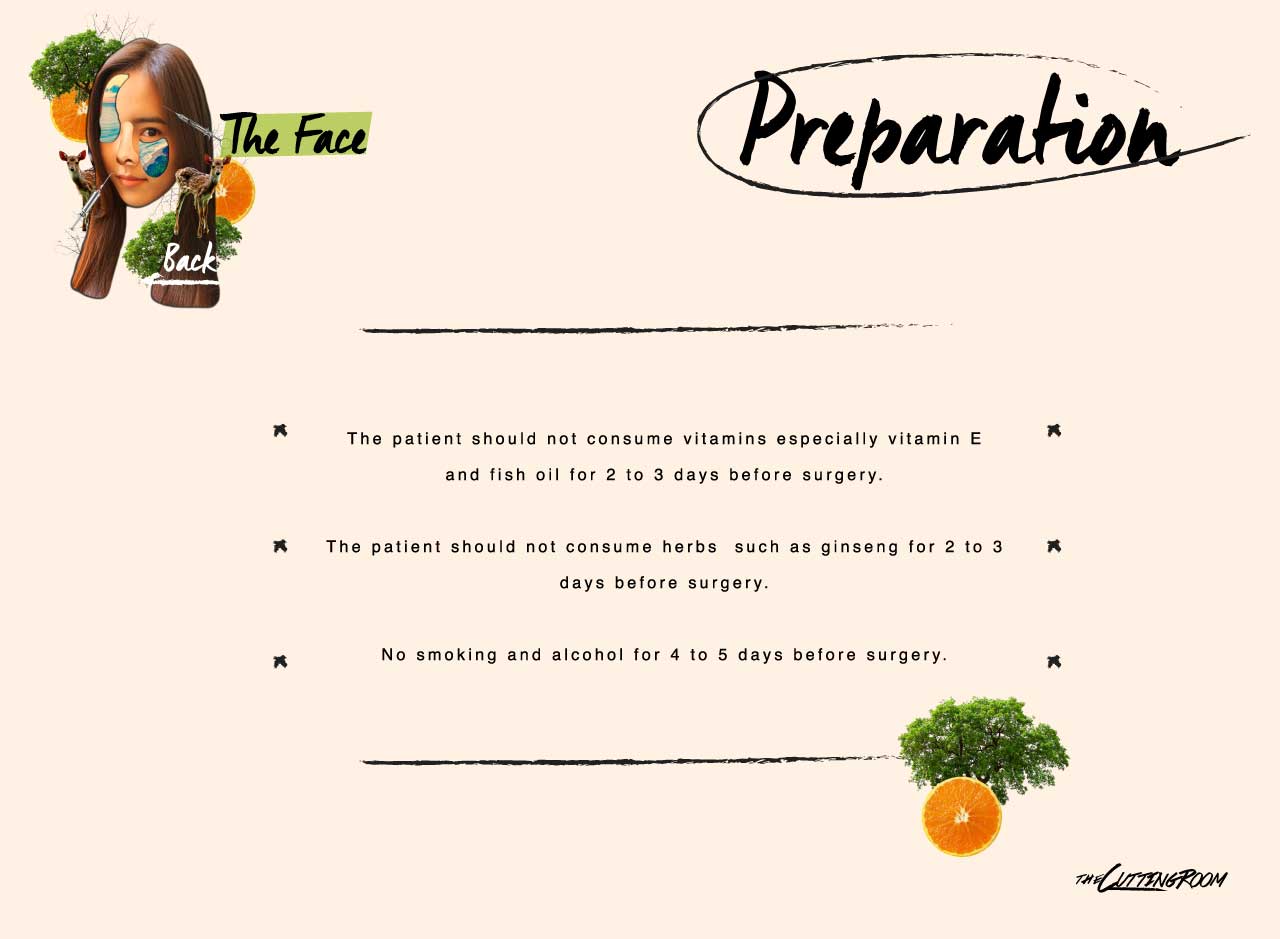 The Face
Preparation
Back
The patient should not consume vitamins especially vitamin E
and fish oil for 2 to 3 days before surgery.
The patient should not consume herbs  such as ginseng for 2 to 3
days before surgery.
No smoking and alcohol for 4 to 5 days before surgery.
THE CUTTING ROOM